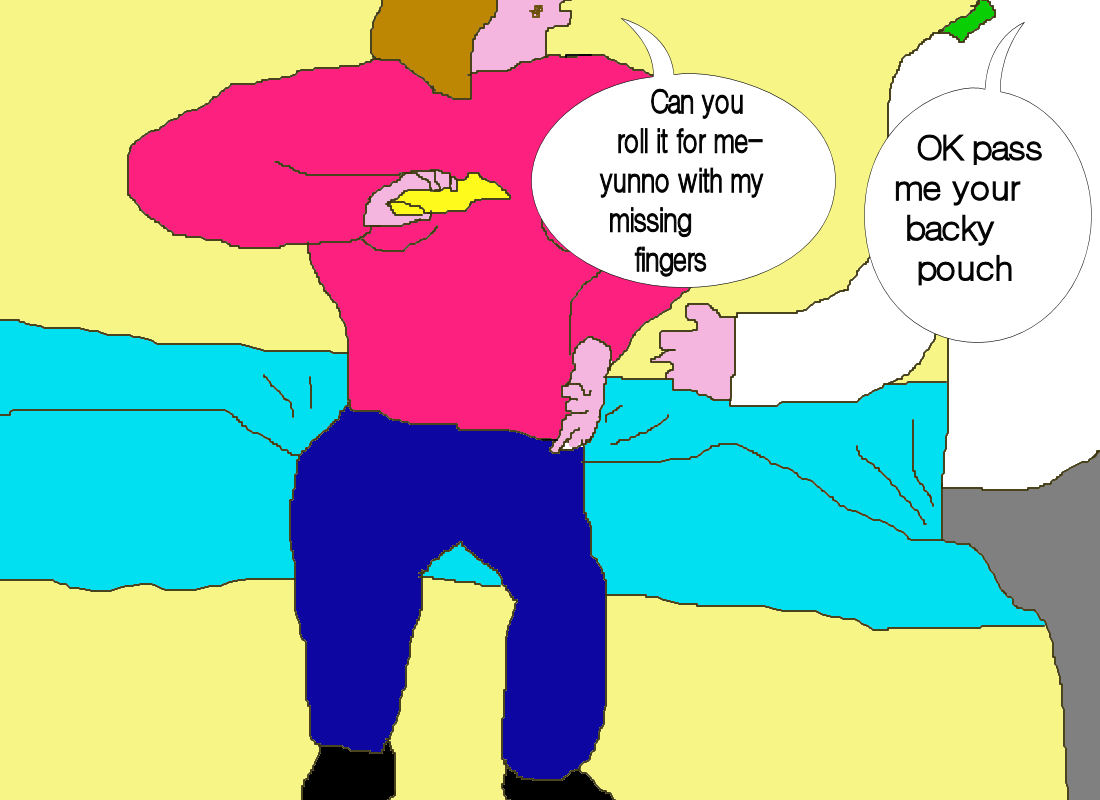 Can you
roll it for me-
yunno with my
missing
fingers
OK pass
me your
backy
pouch